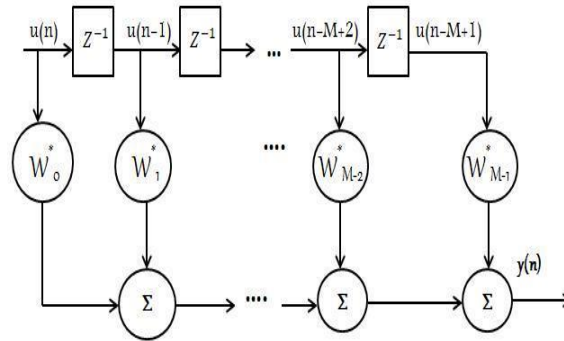 u(n) Z⁻¹ u(n-1) Z⁻¹ ... u(n-M+2) Z⁻¹ u(n-M+1)
W*₀ W*₁ .... W*M-2 W*M-1
y(n)
Σ .... Σ Σ